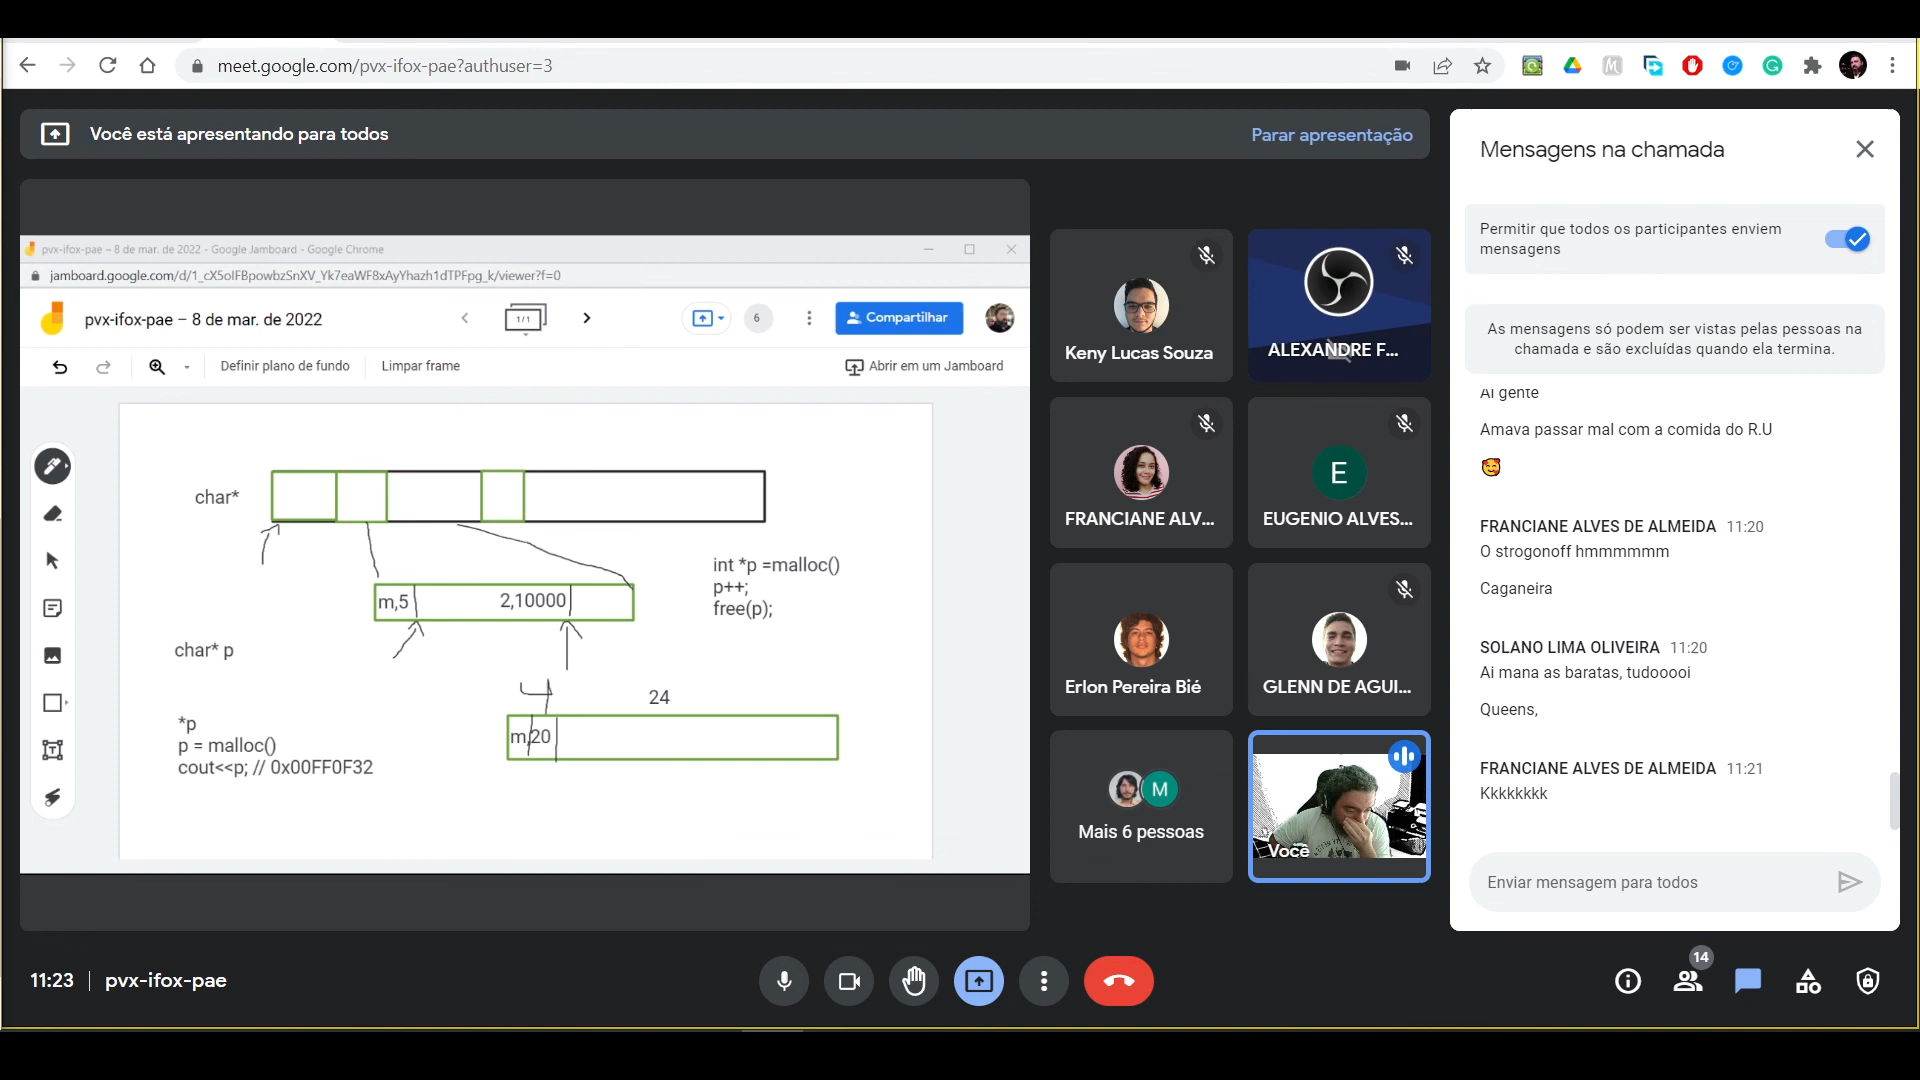 meet.google.com/pvx-ifox-pae?authuser=3
Você está apresentando para todos
Parar apresentação
pvx-ifox-pae – 8 de mar. de 2022 - Google Jamboard - Google Chrome
jamboard.google.com/d/1_cX5oIFBpowbzSnXV_Yk7eaWF8xAyYhazh1dTPFpg_k/viewer?f=0
pvx-ifox-pae – 8 de mar. de 2022
1/1
6
Compartilhar
Definir plano de fundo
Limpar frame
Abrir em um Jamboard
char*
int *p =malloc()
p++;
free(p);
m,5
2,10000
char* p
4
24
*p
p = malloc()
cout<<p; // 0x00FF0F32
m,20
Keny Lucas Souza
ALEXANDRE F...
FRANCIANE ALV...
E
EUGENIO ALVES...
Erlon Pereira Bié
GLENN DE AGUI...
M
Mais 6 pessoas
Você
Mensagens na chamada
Permitir que todos os participantes enviem
mensagens
As mensagens só podem ser vistas pelas pessoas na
chamada e são excluídas quando ela termina.
Ai gente
Amava passar mal com a comida do R.U
🥰
FRANCIANE ALVES DE ALMEIDA 11:20
O strogonoff hmmmmmm
Caganeira
SOLANO LIMA OLIVEIRA 11:20
Ai mana as baratas, tudooooi
Queens,
FRANCIANE ALVES DE ALMEIDA 11:21
Kkkkkkkk
Enviar mensagem para todos
11:23 | pvx-ifox-pae
14